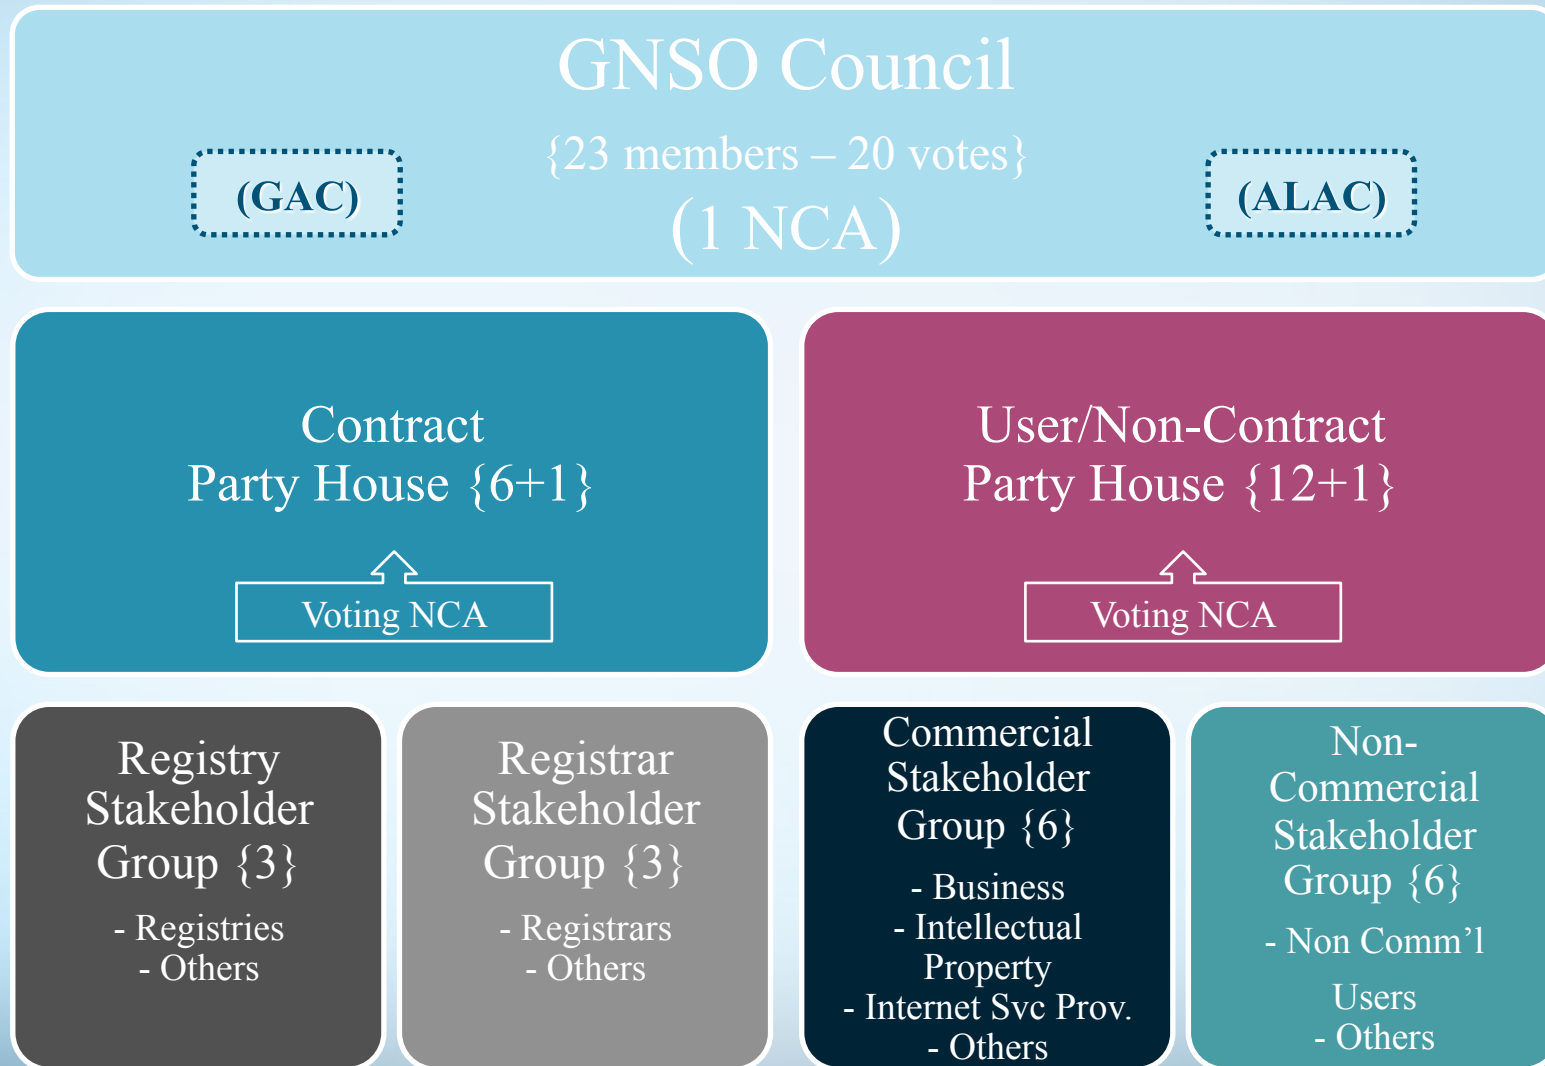 GNSO Council
{23 members – 20 votes}
(GAC)
(1 NCA)
(ALAC)
Contract
Party House {6+1}
Voting NCA
User/Non-Contract
Party House {12+1}
Voting NCA
Registry
Stakeholder
Group {3}
- Registries
- Others
Registrar
Stakeholder
Group {3}
- Registrars
- Others
Commercial
Stakeholder
Group {6}
- Business
- Intellectual
Property
- Internet Svc Prov.
- Others
Non-
Commercial
Stakeholder
Group {6}
- Non Comm’l
Users
- Others